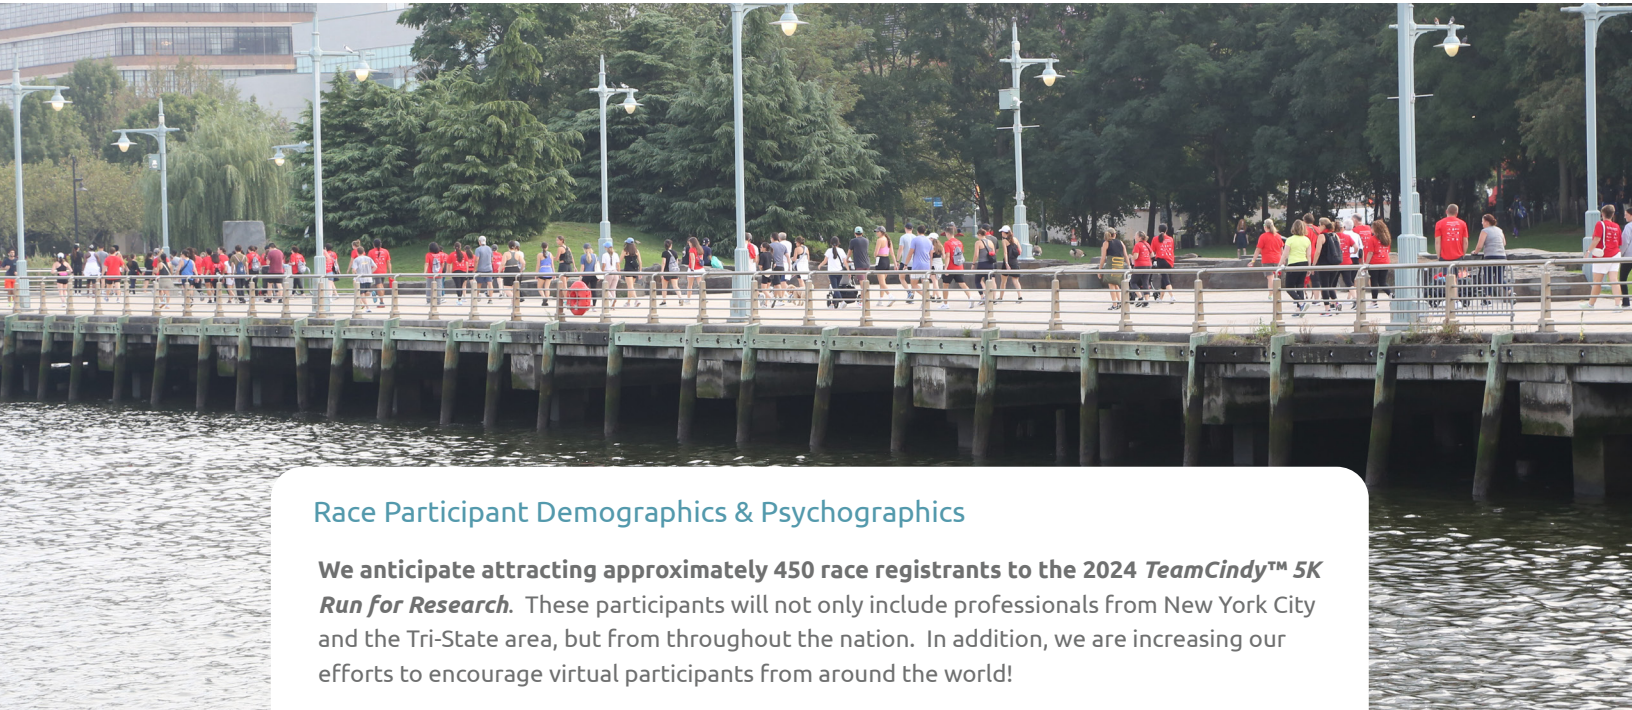 Race Participant Demographics & Psychographics
We anticipate attracting approximately 450 race registrants to the 2024 TeamCindy™ 5K
Run for Research.  These participants will not only include professionals from New York City
and the Tri-State area, but from throughout the nation.  In addition, we are increasing our
efforts to encourage virtual participants from around the world!